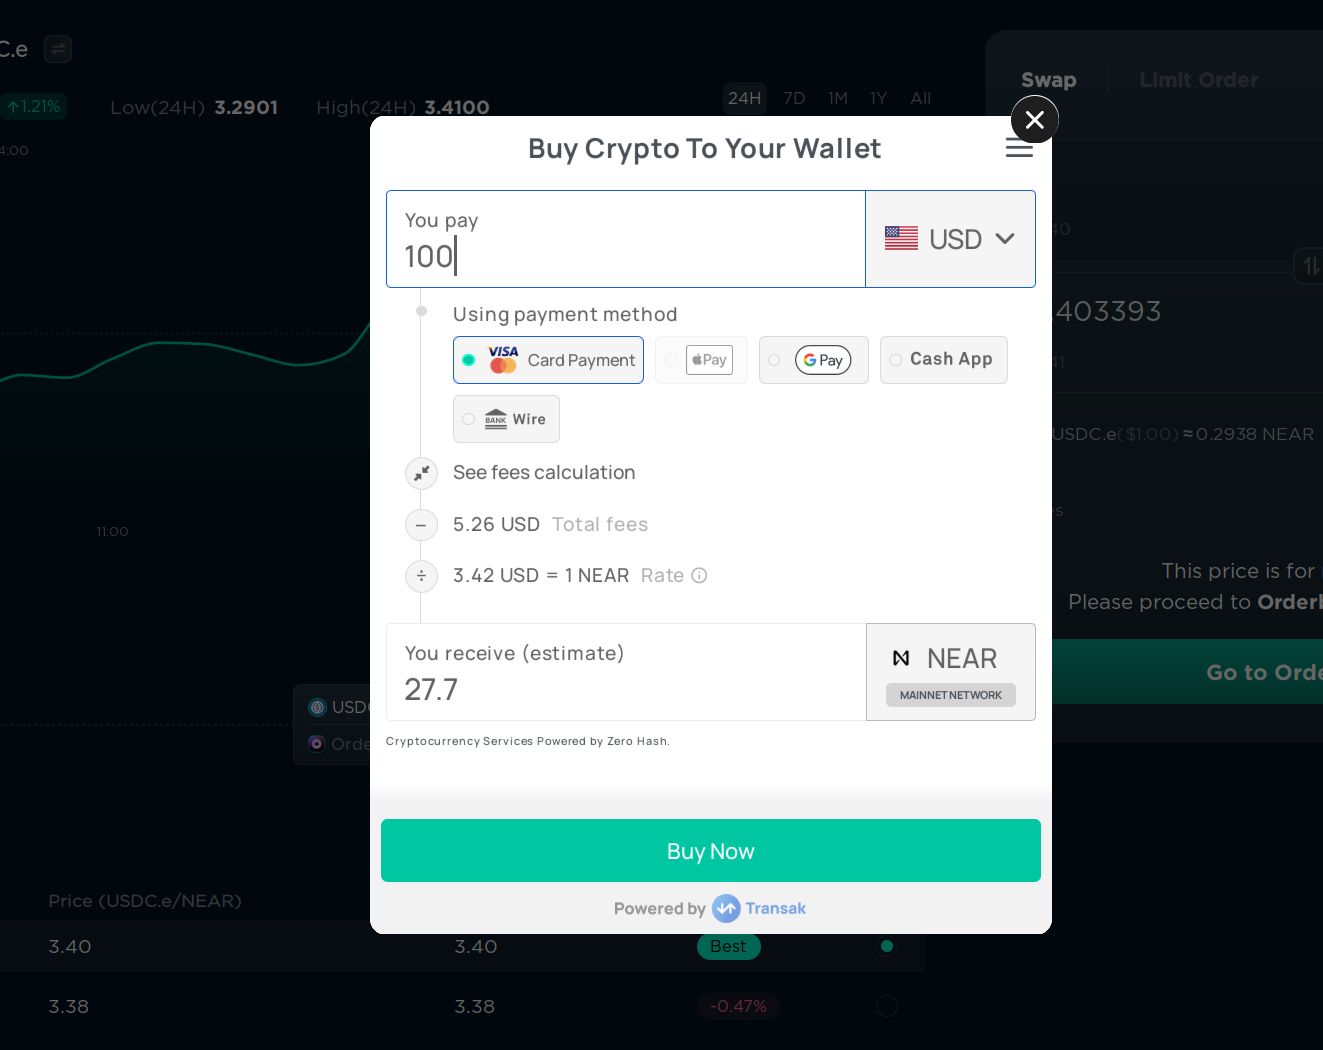 C.e
1.21%
Low(24H) 3.2901
High(24H) 3.4100
24H 7D 1M 1Y All
Swap
Limit Order
4:00
Buy Crypto To Your Wallet
You pay
100
USD
Using payment method
VISA Card Payment
Pay
G Pay
Cash App
BANK Wire
See fees calculation
5.26 USD Total fees
3.42 USD = 1 NEAR Rate
You receive (estimate)
27.7
NEAR
MAINNET NETWORK
Cryptocurrency Services Powered by Zero Hash.
Buy Now
Powered by Transak
40
.403393
41
USDC.e($1.00) ≈ 0.2938 NEAR
es
This price is for
Please proceed to Orderb
Go to Orde
11:00
USDC
Orde
Price (USDC.e/NEAR)
3.40 3.40 Best
3.38 3.38 -0.47%